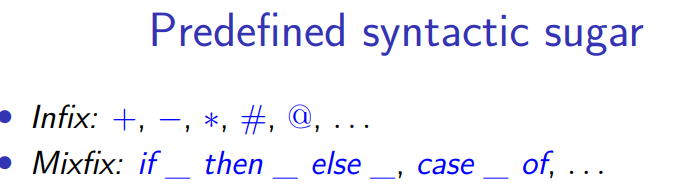 Predefined syntactic sugar
• Infix: +, −, *, #, @, ...
• Mixfix: if _ then _ else _, case _ of, ...